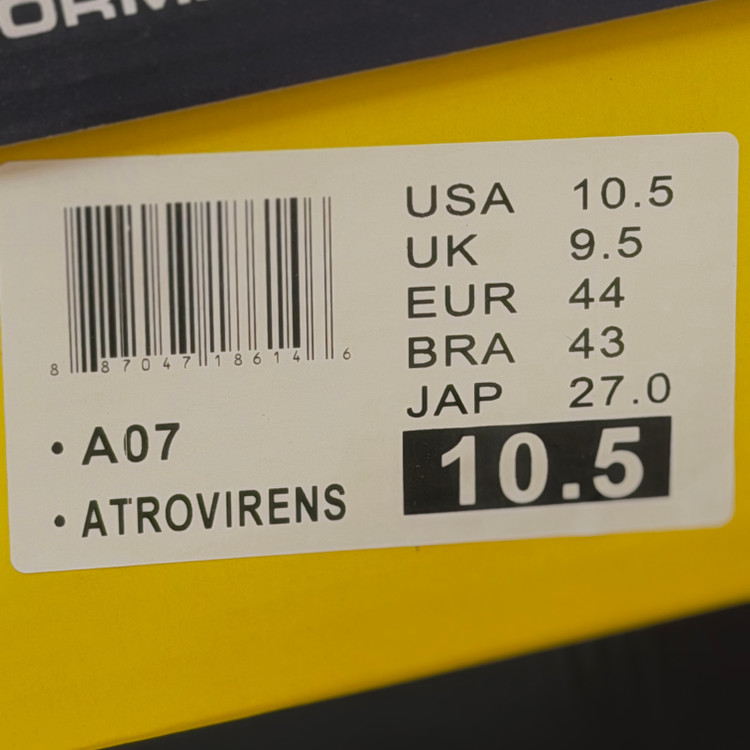 8 87047 18614 6
• A07
• ATROVIRENS
USA 10.5
UK 9.5
EUR 44
BRA 43
JAP 27.0
10.5